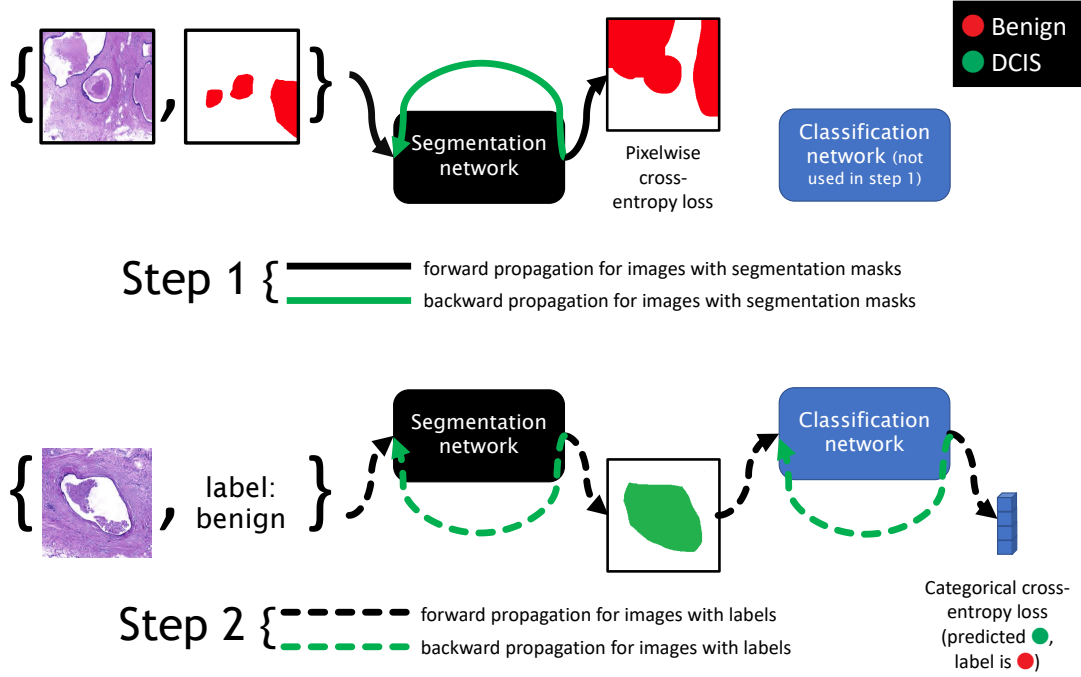 Benign
DCIS
{ , }
Segmentation
network
Pixelwise
cross-
entropy loss
Classification
network (not
used in step 1)
Step 1 {
forward propagation for images with segmentation masks
backward propagation for images with segmentation masks
Segmentation
network
Classification
network
{ , label:
benign }
Categorical cross-
entropy loss
(predicted ,
label is )
Step 2 {
forward propagation for images with labels
backward propagation for images with labels